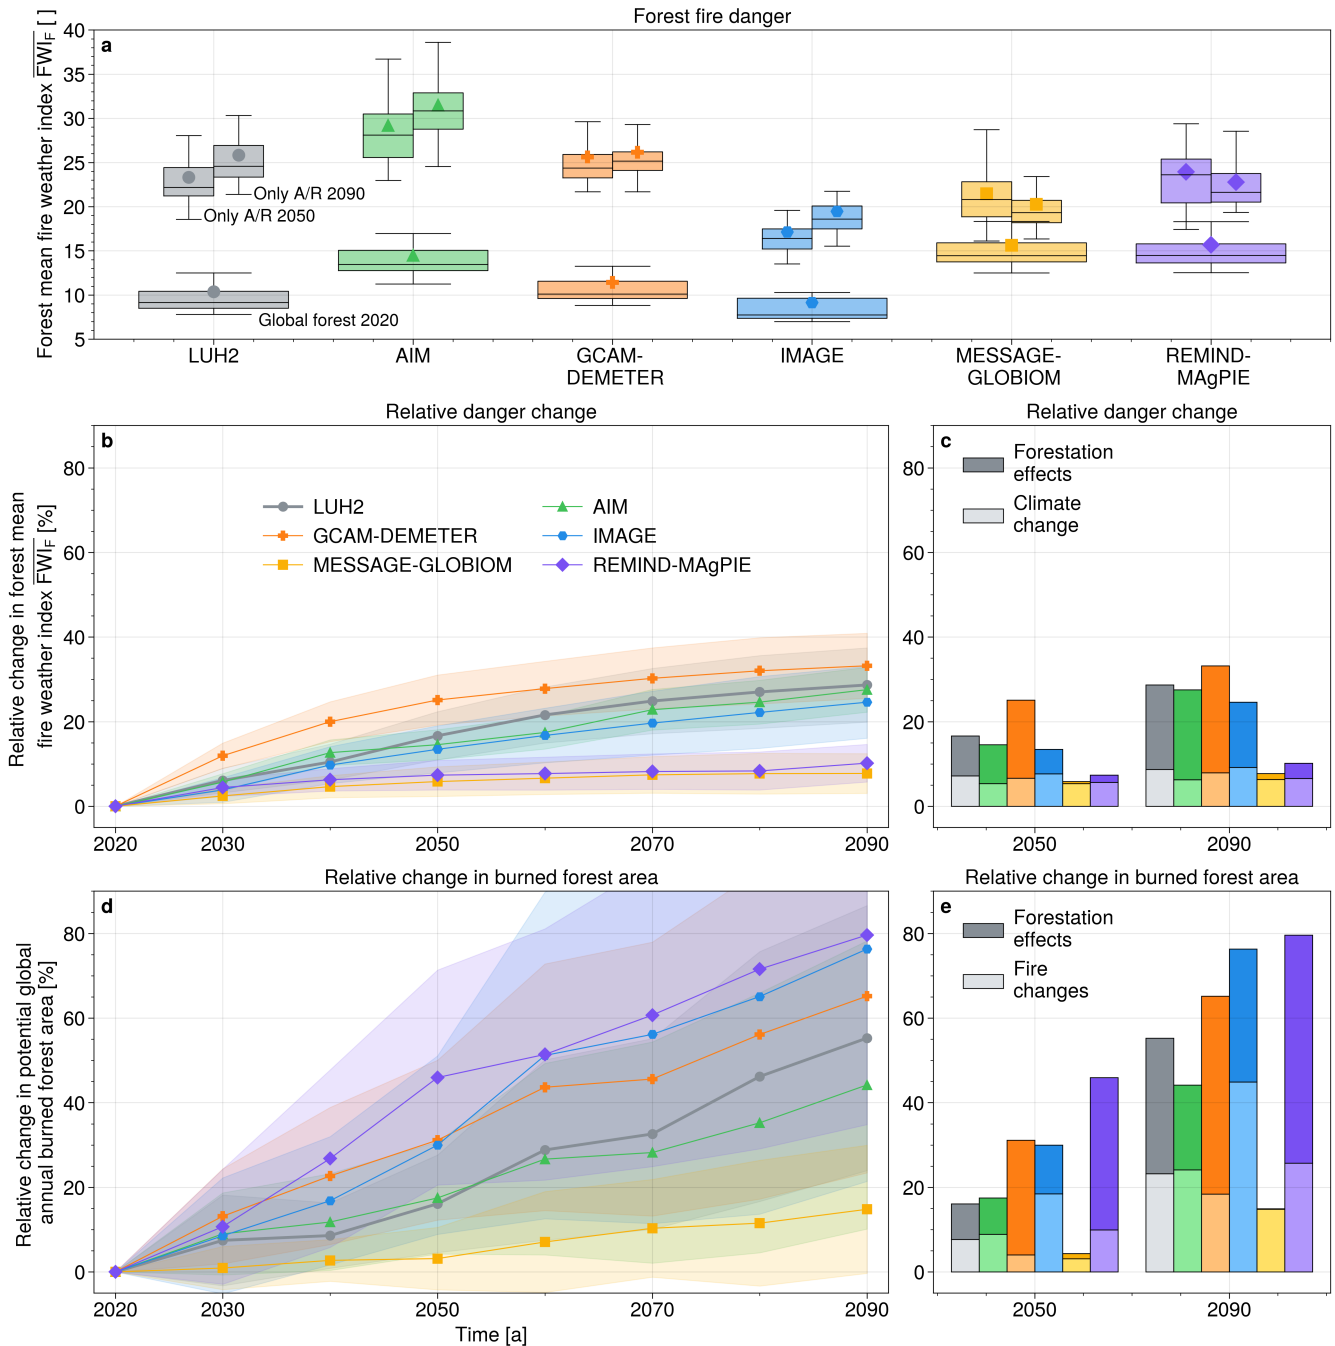 Forest fire danger
a
Forest mean fire weather index FWI_F [ ]
40
35
30
25
20
15
10
5
Only A/R 2090
Only A/R 2050
Global forest 2020
LUH2
AIM
GCAM-
DEMETER
IMAGE
MESSAGE-
GLOBIOM
REMIND-
MAgPIE
Relative danger change
b
Relative change in forest mean
fire weather index FWI_F [%]
80
60
40
20
0
LUH2
GCAM-DEMETER
MESSAGE-GLOBIOM
AIM
IMAGE
REMIND-MAgPIE
2020
2030
2050
2070
2090
Relative danger change
c
Forestation
effects
Climate
change
80
60
40
20
0
2050
2090
Relative change in burned forest area
d
Relative change in potential global
annual burned forest area [%]
80
60
40
20
0
2020
2030
2050
2070
2090
Time [a]
Relative change in burned forest area
e
Forestation
effects
Fire
changes
80
60
40
20
0
2050
2090